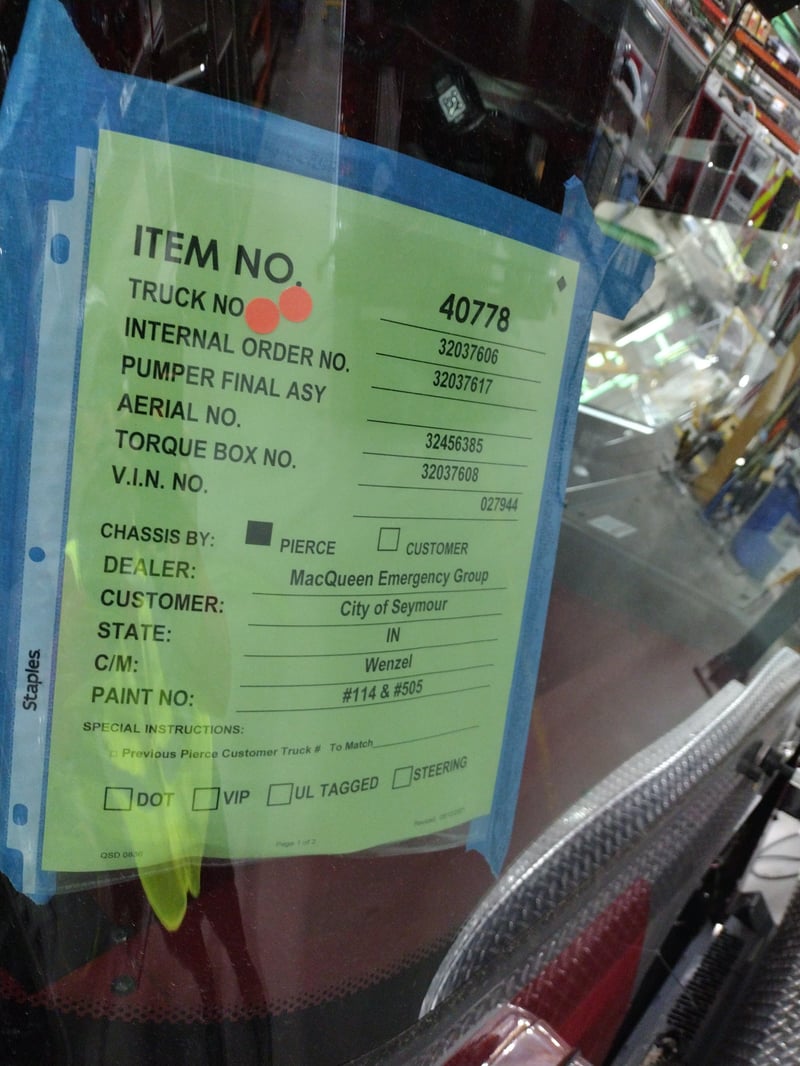 ITEM NO. 40778
TRUCK NO 32037606
INTERNAL ORDER NO. 32037617
PUMPER FINAL ASY
AERIAL NO. 32456385
TORQUE BOX NO. 32037608
V.I.N. NO. 027944
CHASSIS BY: PIERCE CUSTOMER
DEALER: MacQueen Emergency Group
CUSTOMER: City of Seymour
STATE: IN
C/M: Wenzel
PAINT NO: #114 & #505
SPECIAL INSTRUCTIONS:
Previous Pierce Customer Truck # To Match
DOT VIP UL TAGGED STEERING
QSD 0836 Page 1 of 2 Revised
Staples